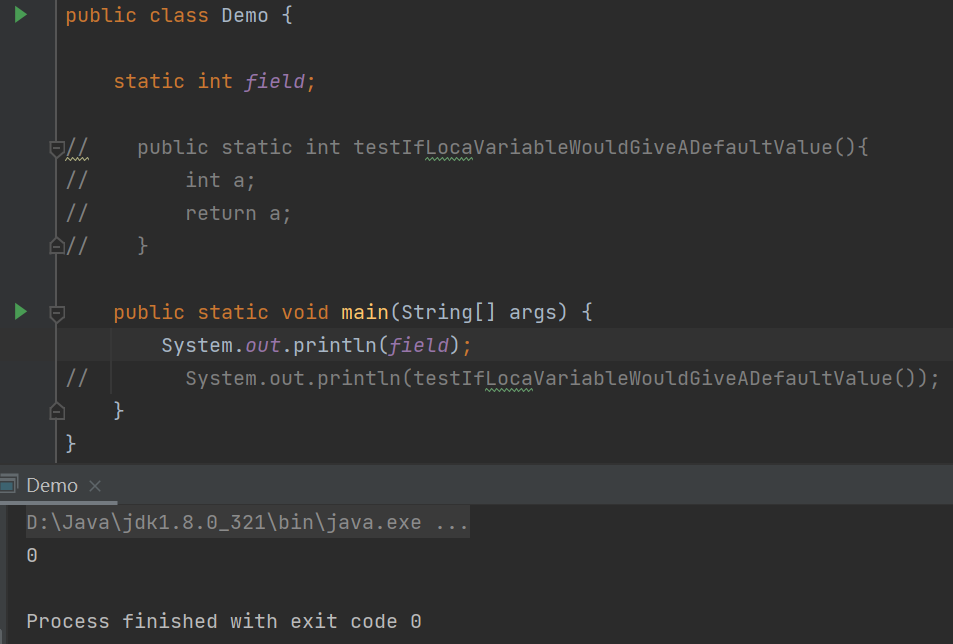 public class Demo {
static int field;
//    public static int testIfLocaVariableWouldGiveADefaultValue(){
//        int a;
//        return a;
//    }
public static void main(String[] args) {
System.out.println(field);
//        System.out.println(testIfLocaVariableWouldGiveADefaultValue());
}
}
Demo
D:\Java\jdk1.8.0_321\bin\java.exe ...
0
Process finished with exit code 0